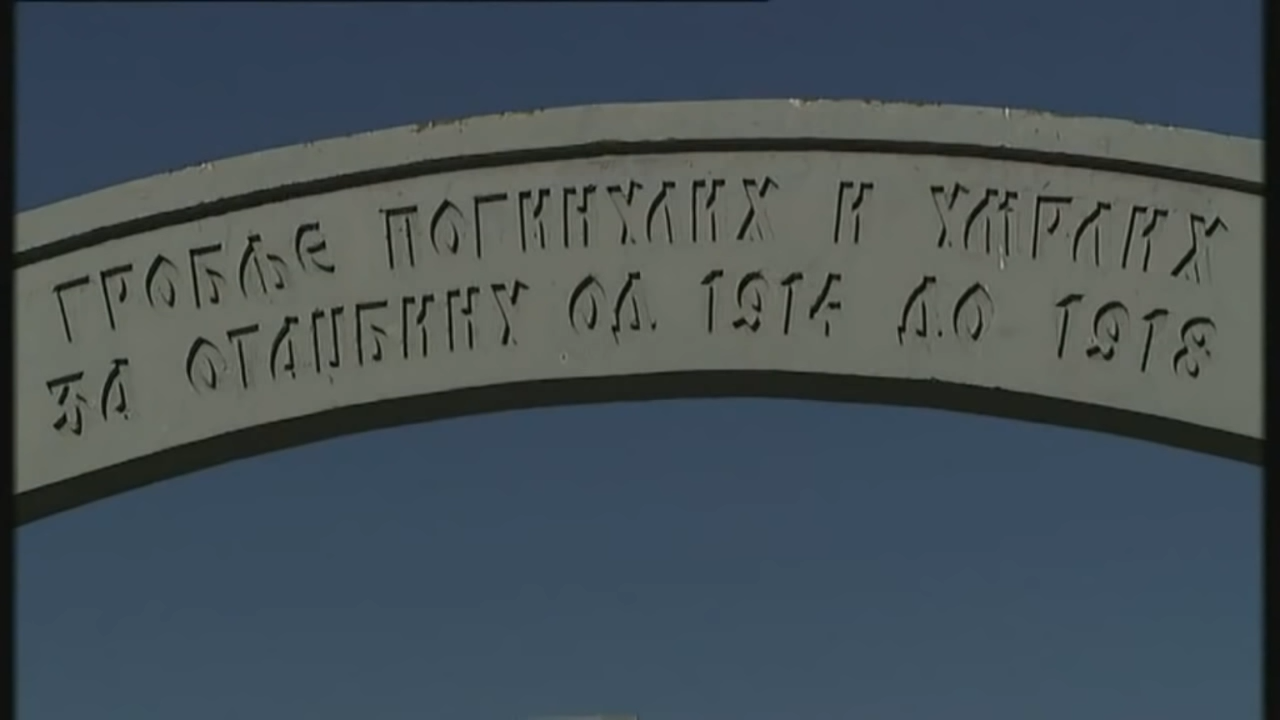 ГРОБЉЕ ПОГИНУЛИХ И УМРЛИХ
ЗА ОТАЏБИНУ ОД 1914 ДО 1918